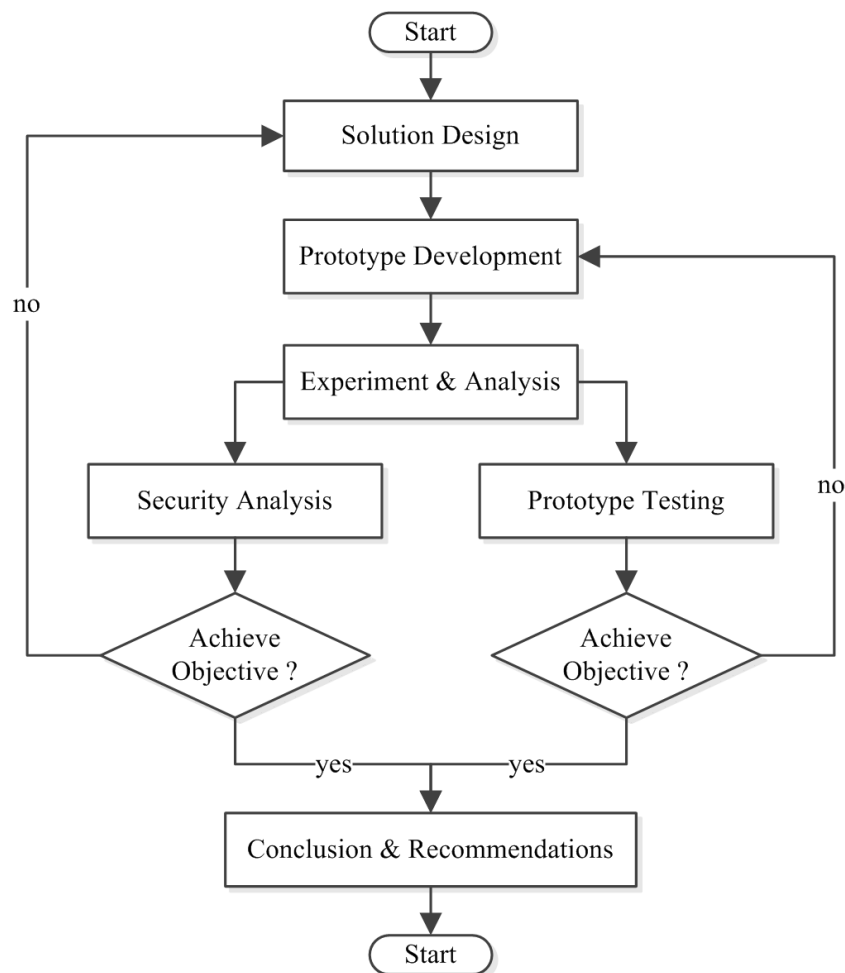 Start
Solution Design
Prototype Development
no
Experiment & Analysis
Security Analysis
Prototype Testing
no
Achieve
Objective ?
Achieve
Objective ?
yes
yes
Conclusion & Recommendations
Start